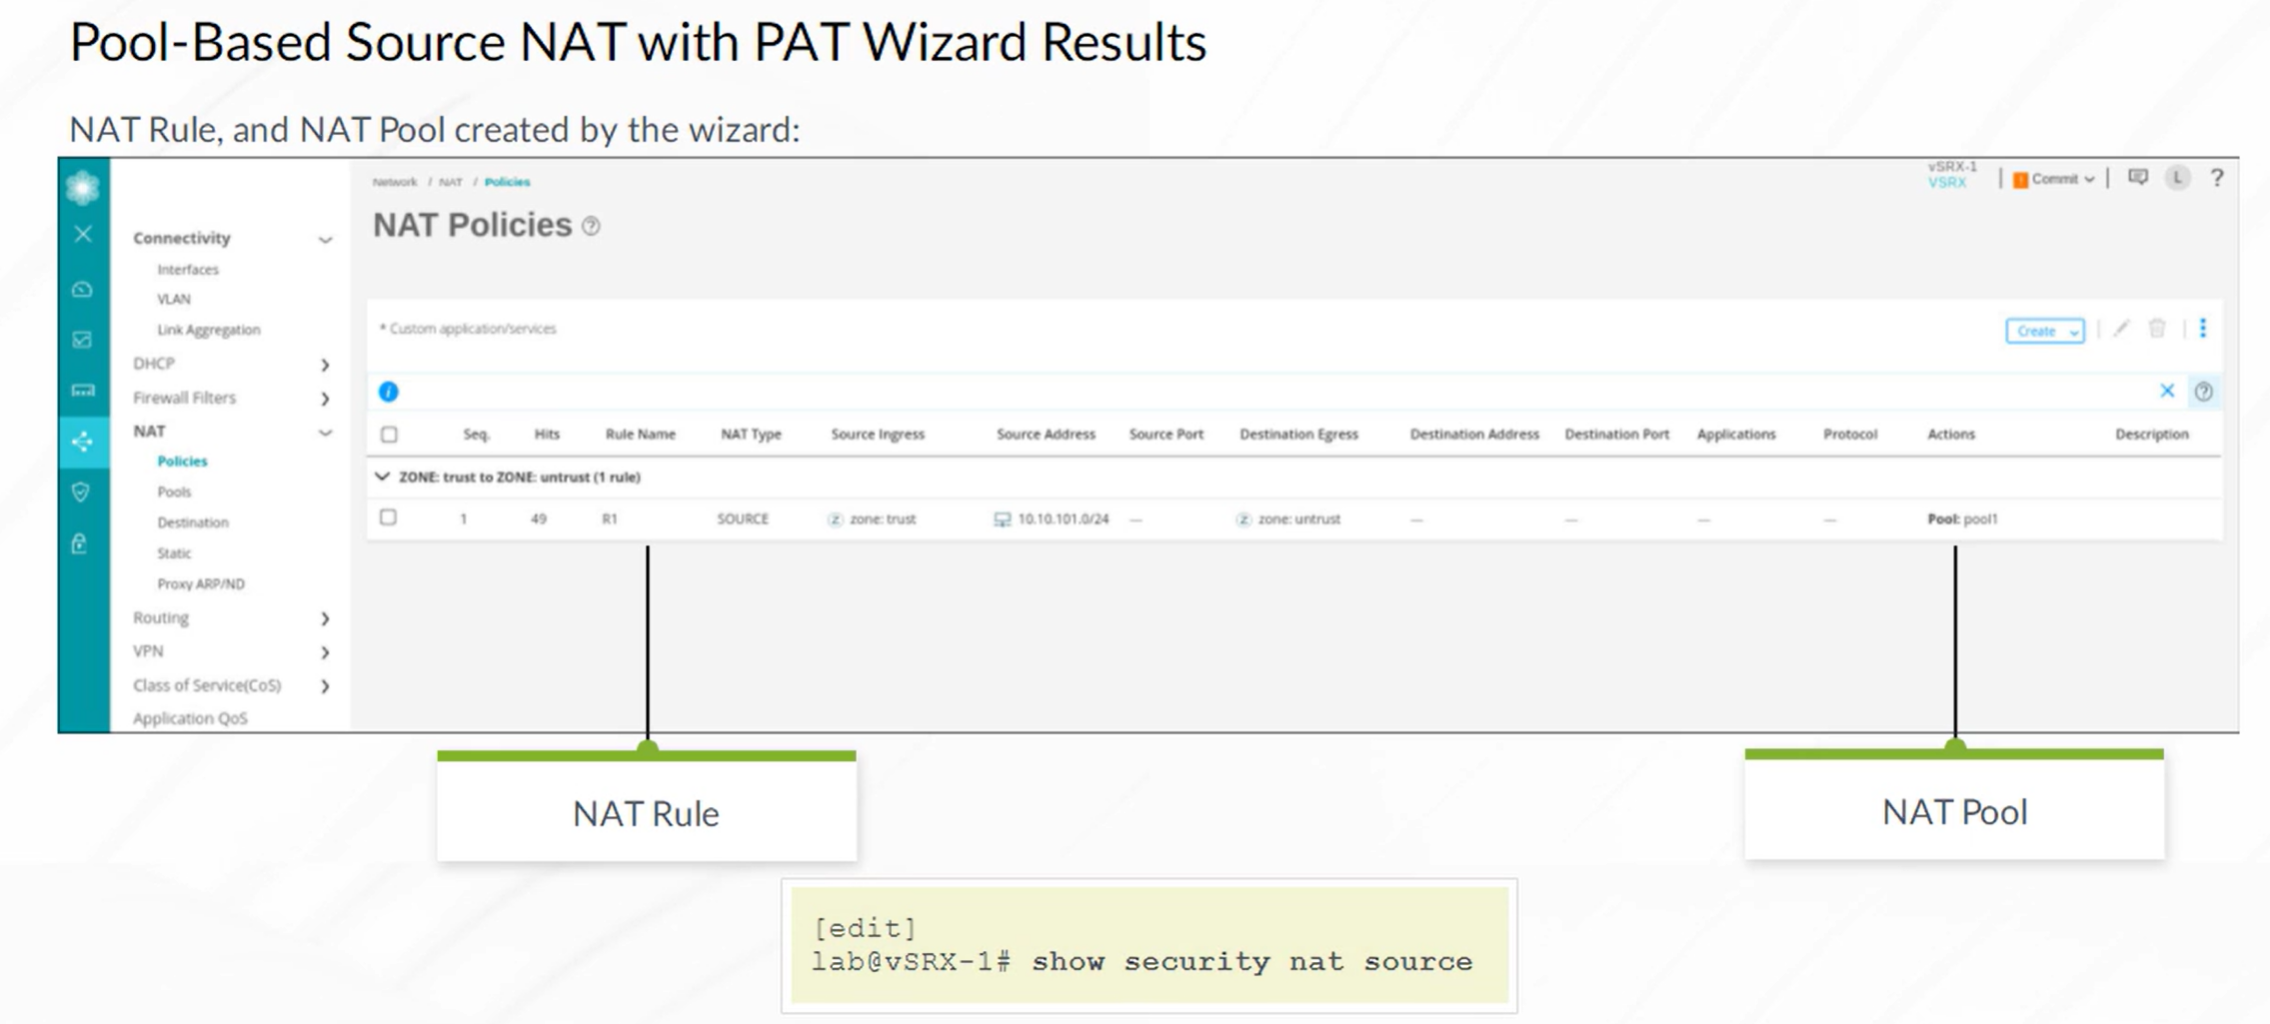 Pool-Based Source NAT with PAT Wizard Results
NAT Rule, and NAT Pool created by the wizard:
Network / NAT / Policies
vSRX-1
VSRX
Commit
L
?
NAT Policies
Connectivity
Interfaces
VLAN
Link Aggregation
DHCP
Firewall Filters
NAT
Policies
Pools
Destination
Static
Proxy ARP/ND
Routing
VPN
Class of Service(CoS)
Application QoS
* Custom application/services
Create
Seq. Hits Rule Name NAT Type Source Ingress Source Address Source Port Destination Egress Destination Address Destination Port Applications Protocol Actions Description
ZONE: trust to ZONE: untrust (1 rule)
1 49 R1 SOURCE zone: trust 10.10.101.0/24 — zone: untrust — — — — Pool: pool1
NAT Rule
NAT Pool
[edit]
lab@vSRX-1# show security nat source